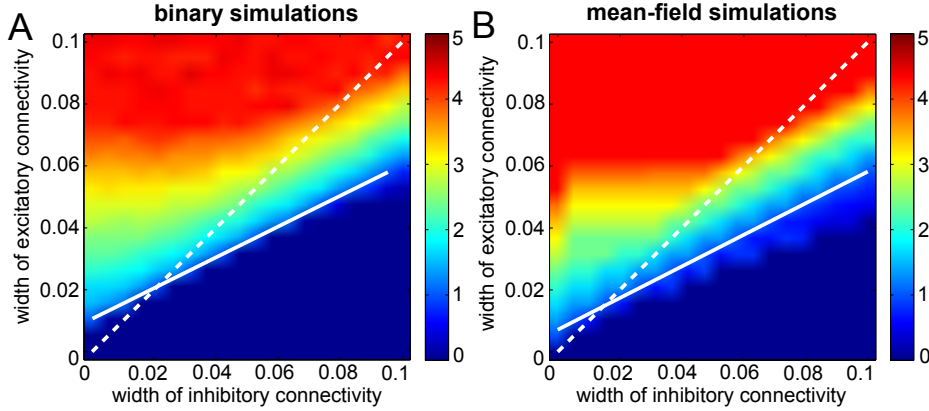 A
binary simulations
width of excitatory connectivity
0.1
0.08
0.06
0.04
0.02
0
0 0.02 0.04 0.06 0.08 0.1
width of inhibitory connectivity
5
4
3
2
1
0
B
mean-field simulations
width of excitatory connectivity
0.1
0.08
0.06
0.04
0.02
0
0 0.02 0.04 0.06 0.08 0.1
width of inhibitory connectivity
5
4
3
2
1
0